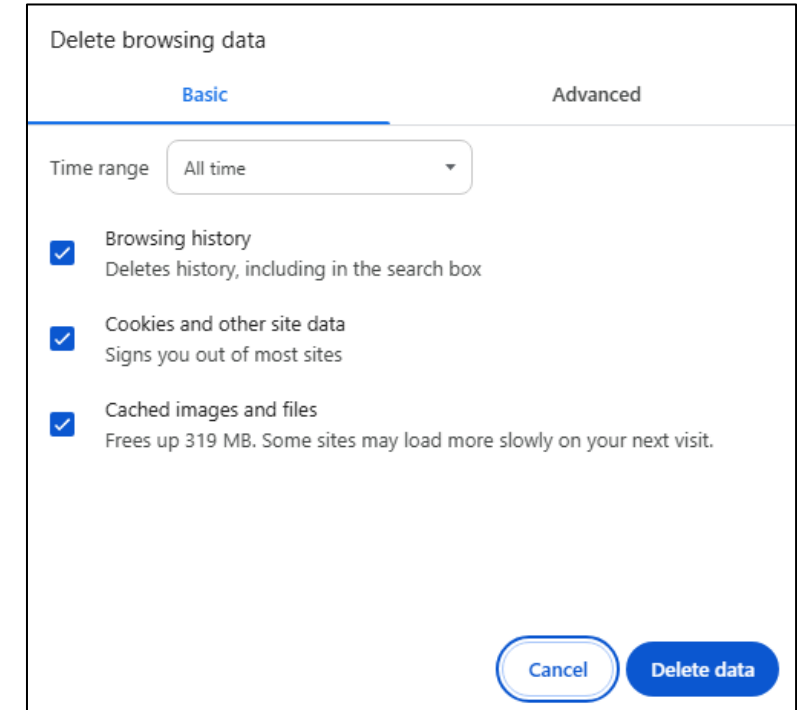 Delete browsing data
Basic
Advanced
Time range
All time
Browsing history
Deletes history, including in the search box
Cookies and other site data
Signs you out of most sites
Cached images and files
Frees up 319 MB. Some sites may load more slowly on your next visit.
Cancel
Delete data